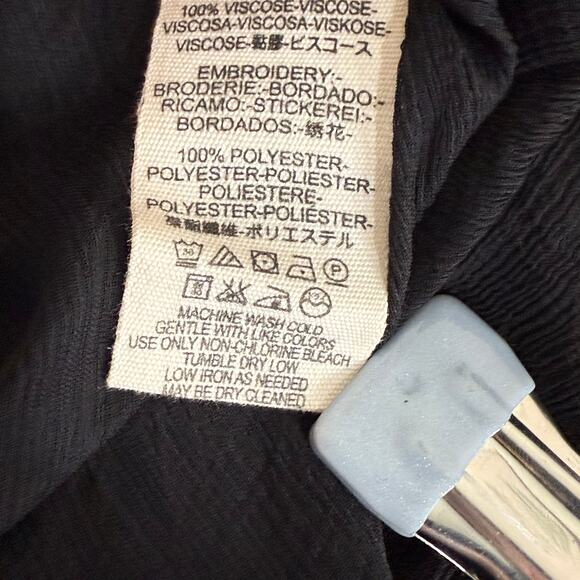 100% VISCOSE-VISCOSE-
VISCOSA-VISCOSA-VISKOSE-
VISCOSE-黏膠-ビスコース
EMBROIDERY:-
BRODERIE:-BORDADO:-
RICAMO:-STICKEREI:-
BORDADOS:-绣花-
100% POLYESTER-
POLYESTER-POLIESTER-
POLIESTERE-
POLYESTER-POLIESTER-
聚酯纖維-ポリエステル
MACHINE WASH COLD
GENTLE WITH LIKE COLORS
USE ONLY NON-CHLORINE BLEACH
TUMBLE DRY LOW
LOW IRON AS NEEDED
MAY BE DRY CLEANED